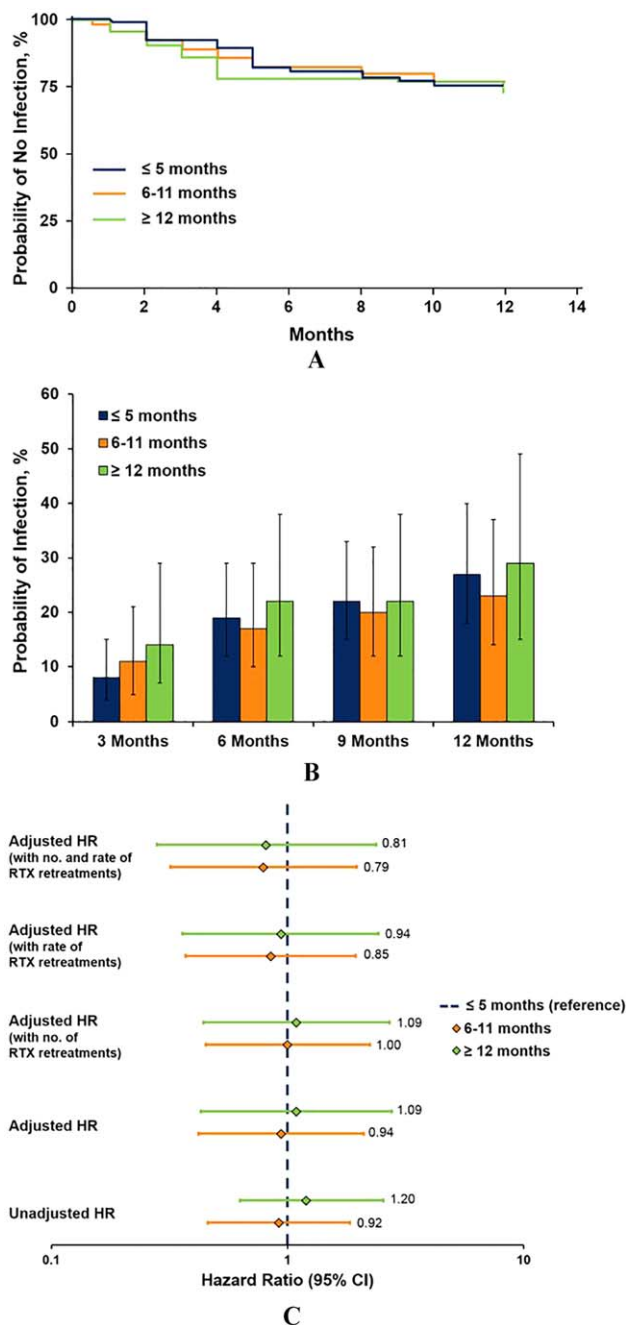 Probability of No Infection, %
100
75
50
25
0
≤ 5 months
6-11 months
≥ 12 months
0 2 4 6 8 10 12 14
Months
A
Probability of Infection, %
60
50
40
30
20
10
0
≤ 5 months
6-11 months
≥ 12 months
3 Months 6 Months 9 Months 12 Months
B
Adjusted HR
(with no. and rate of
RTX retreatments)
0.81
0.79
Adjusted HR
(with rate of
RTX retreatments)
0.94
0.85
Adjusted HR
(with no. of
RTX retreatments)
1.09
1.00
Adjusted HR
1.09
0.94
Unadjusted HR
1.20
0.92
≤ 5 months (reference)
6-11 months
≥ 12 months
0.1 1 10
Hazard Ratio (95% CI)
C